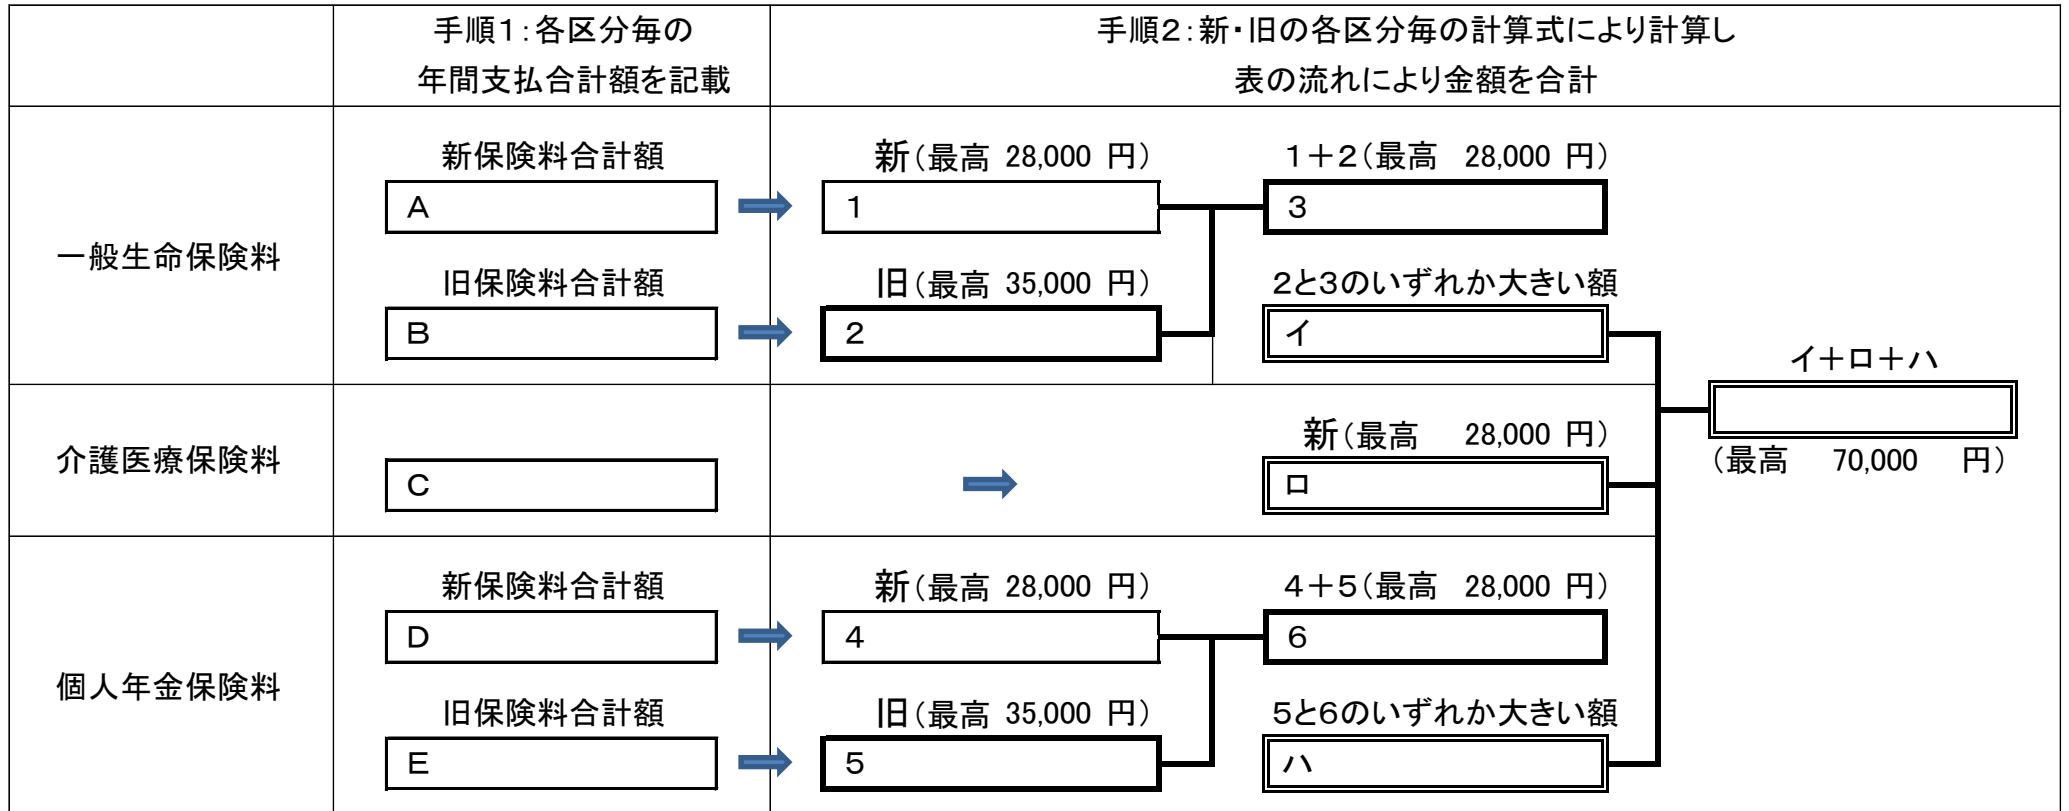 手順1:各区分毎の
年間支払合計額を記載
手順2:新・旧の各区分毎の計算式により計算し
表の流れにより金額を合計
一般生命保険料
新保険料合計額
A
新(最高 28,000 円)
1
1+2(最高 28,000 円)
3
旧保険料合計額
B
旧(最高 35,000 円)
2
2と3のいずれか大きい額
イ
イ+ロ+ハ
(最高 70,000 円)
介護医療保険料
C
新(最高 28,000 円)
ロ
個人年金保険料
新保険料合計額
D
新(最高 28,000 円)
4
4+5(最高 28,000 円)
6
旧保険料合計額
E
旧(最高 35,000 円)
5
5と6のいずれか大きい額
ハ